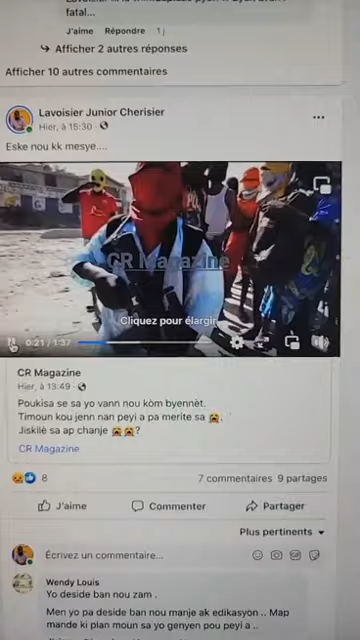 fatal...
J'aime Répondre 1 j
Afficher 2 autres réponses
Afficher 10 autres commentaires
Lavoisier Junior Cherisier
Hier, à 15:30 ·
Eske nou kk mesye....
CR Magazine
Cliquez pour élargir
0:21 / 1:37
CR Magazine
Hier, à 13:49 ·
Poukisa se sa yo vann nou kòm byennèt.
Timoun kou jenn nan peyi a pa merite sa 😭.
Jiskilè sa ap chanje 😭😭?
CR Magazine
8
7 commentaires 9 partages
J'aime Commenter Partager
Plus pertinents
Écrivez un commentaire...
Wendy Louis
Yo deside ban nou zam .
Men yo pa deside ban nou manje ak edikasyon .. Map
mande ki plan moun sa yo genyen pou peyi a ..